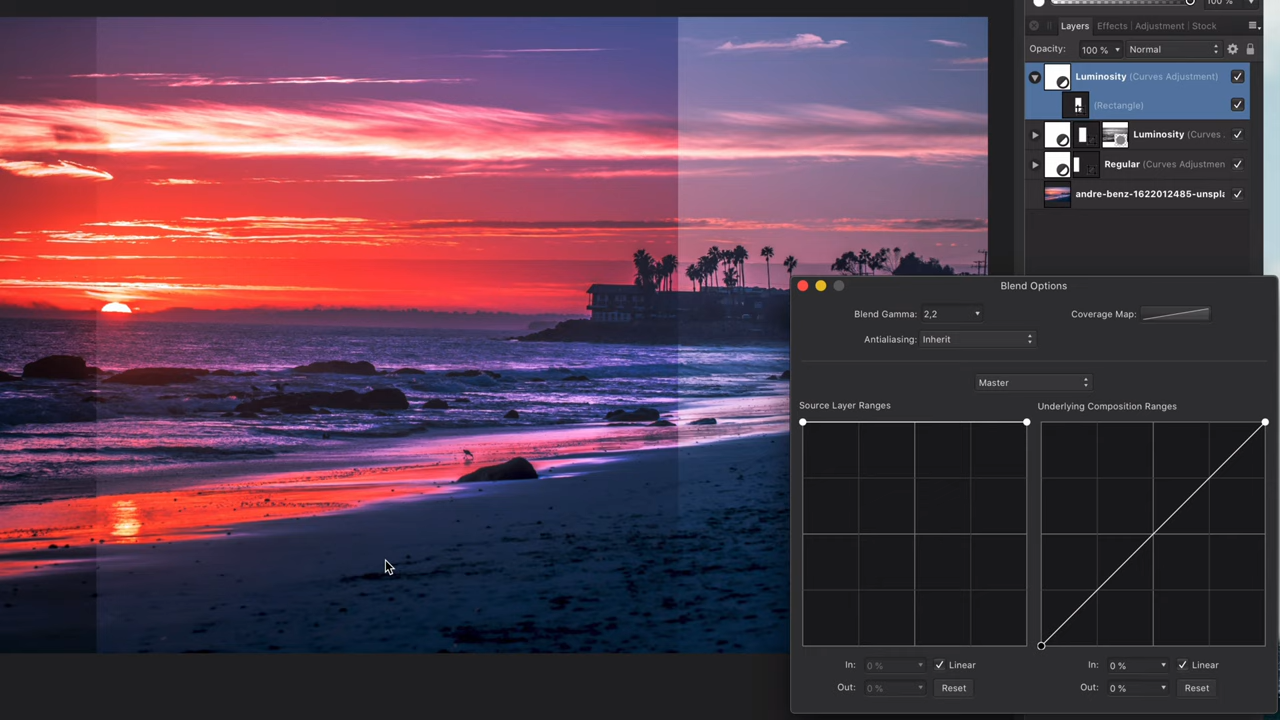 100 %
Layers Effects Adjustment Stock
Opacity: 100 % Normal
Luminosity (Curves Adjustment)
(Rectangle)
Luminosity (Curves .
Regular (Curves Adjustmen
andre-benz-1622012485-unspla
Blend Options
Blend Gamma: 2,2 Coverage Map:
Antialiasing: Inherit
Master
Source Layer Ranges Underlying Composition Ranges
In: 0 % Linear In: 0 % Linear
Out: 0 % Reset Out: 0 % Reset